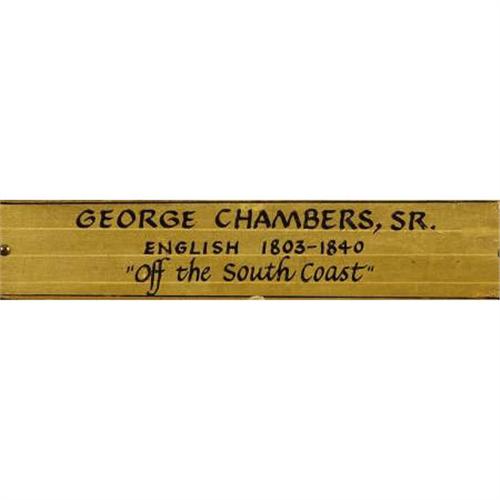 GEORGE CHAMBERS, SR.
ENGLISH 1803-1840
"Off the South Coast"